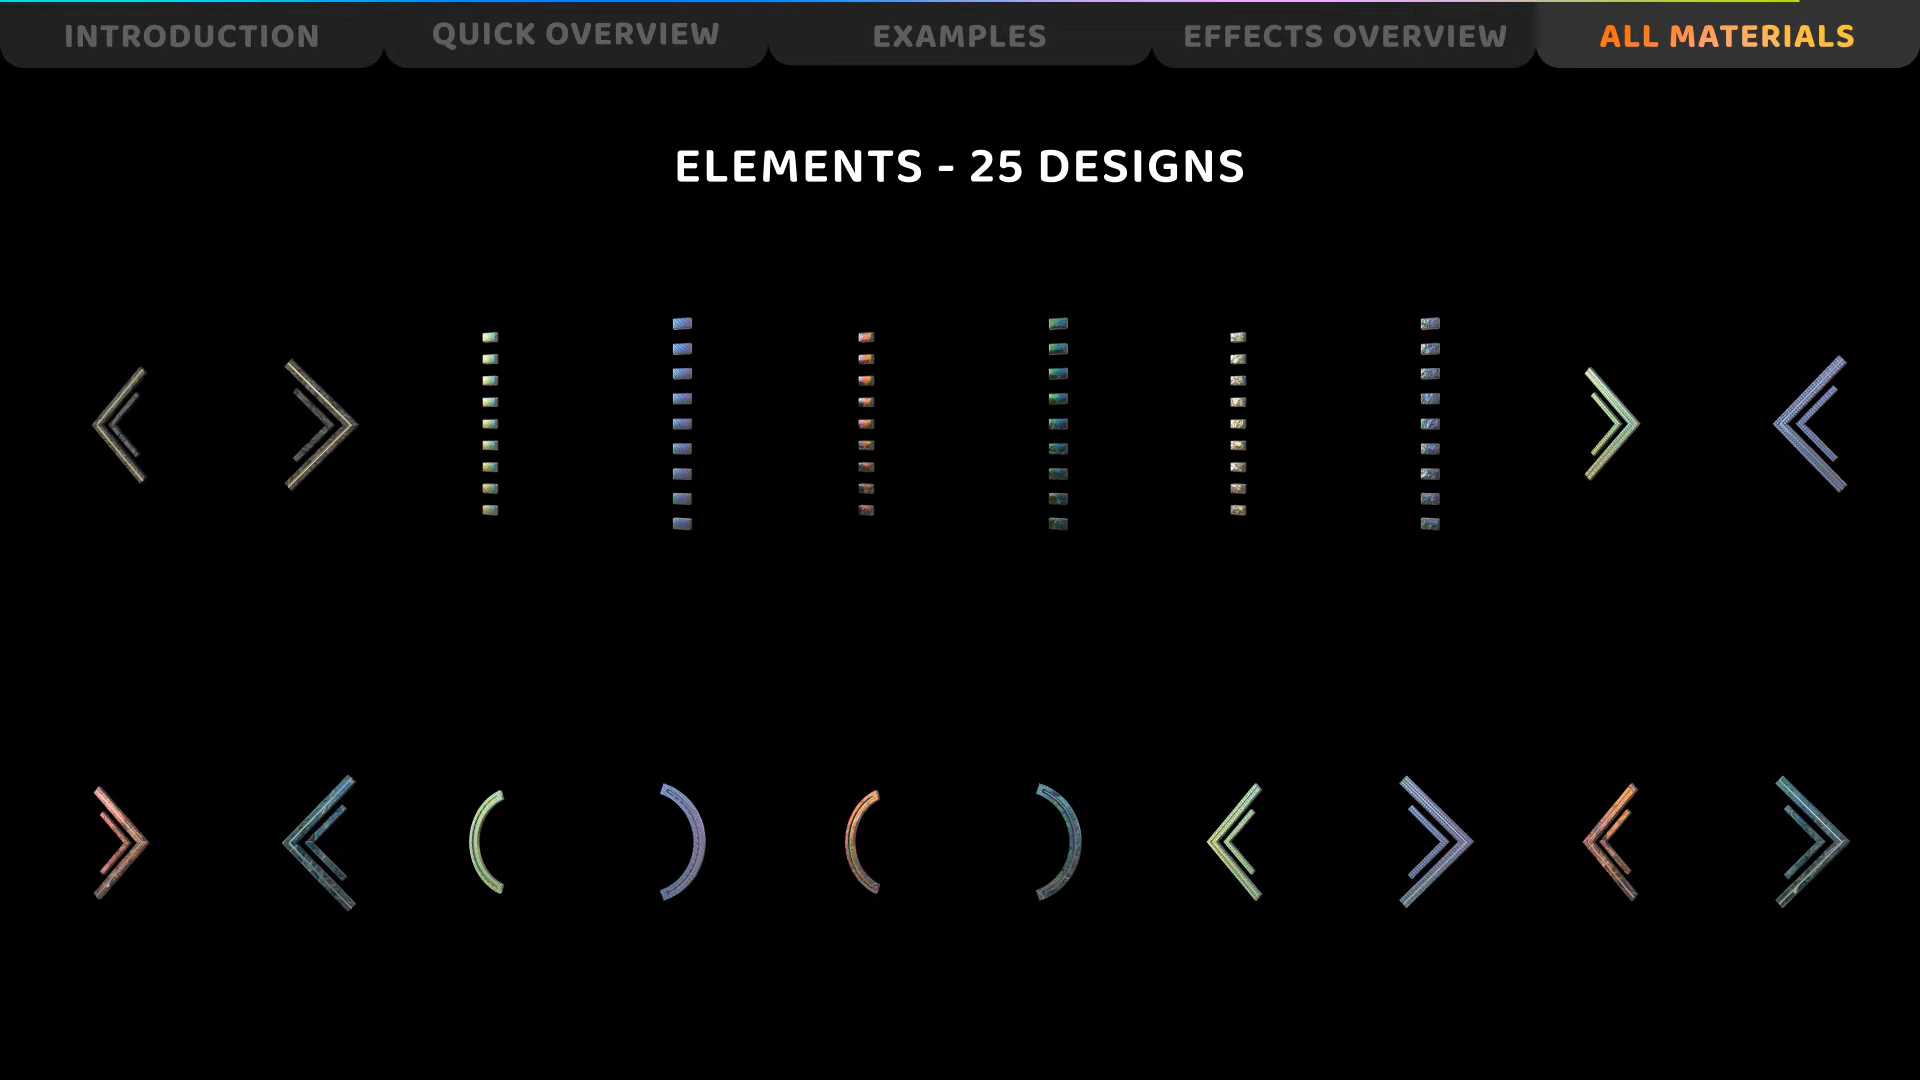 INTRODUCTION
QUICK OVERVIEW
EXAMPLES
EFFECTS OVERVIEW
ALL MATERIALS
ELEMENTS - 25 DESIGNS